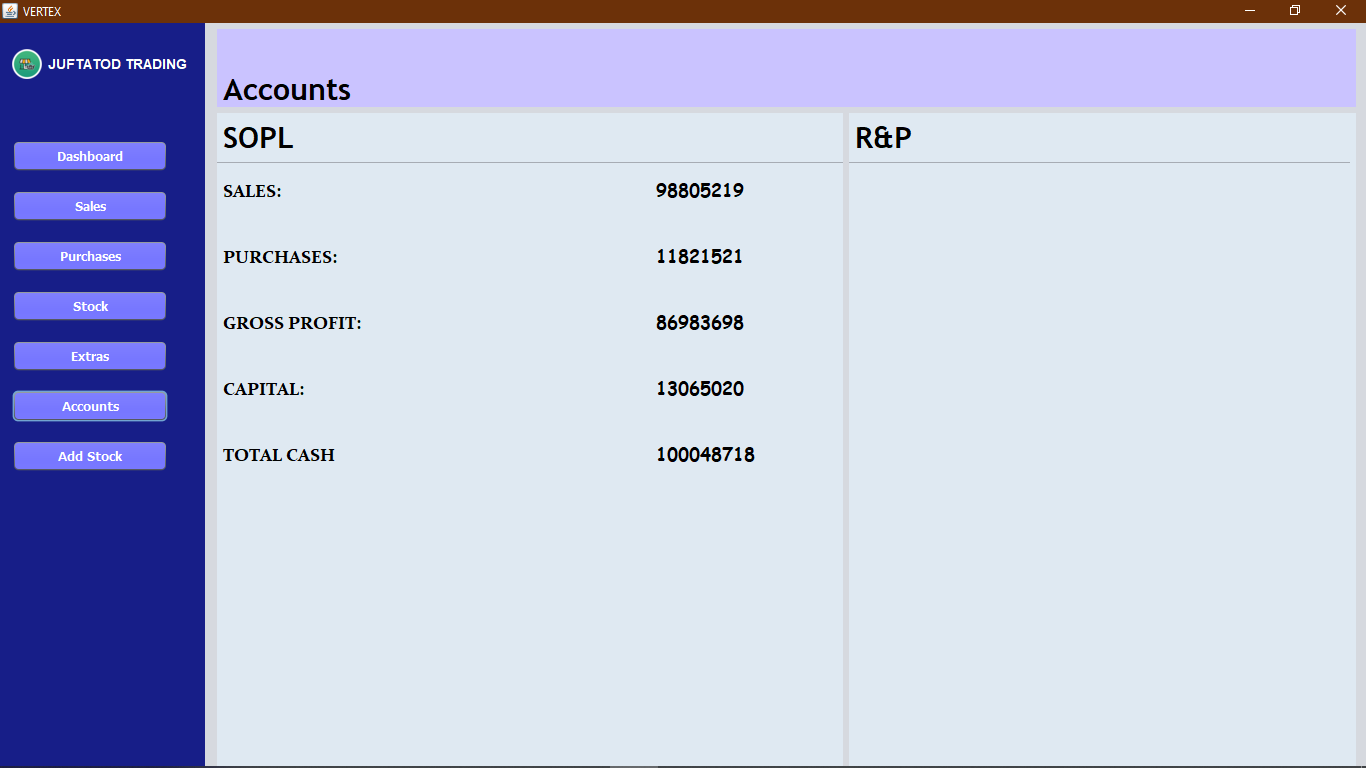 VERTEX
JUFTATOD TRADING
Dashboard
Sales
Purchases
Stock
Extras
Accounts
Add Stock
Accounts
SOPL
SALES: 98805219
PURCHASES: 11821521
GROSS PROFIT: 86983698
CAPITAL: 13065020
TOTAL CASH 100048718
R&P